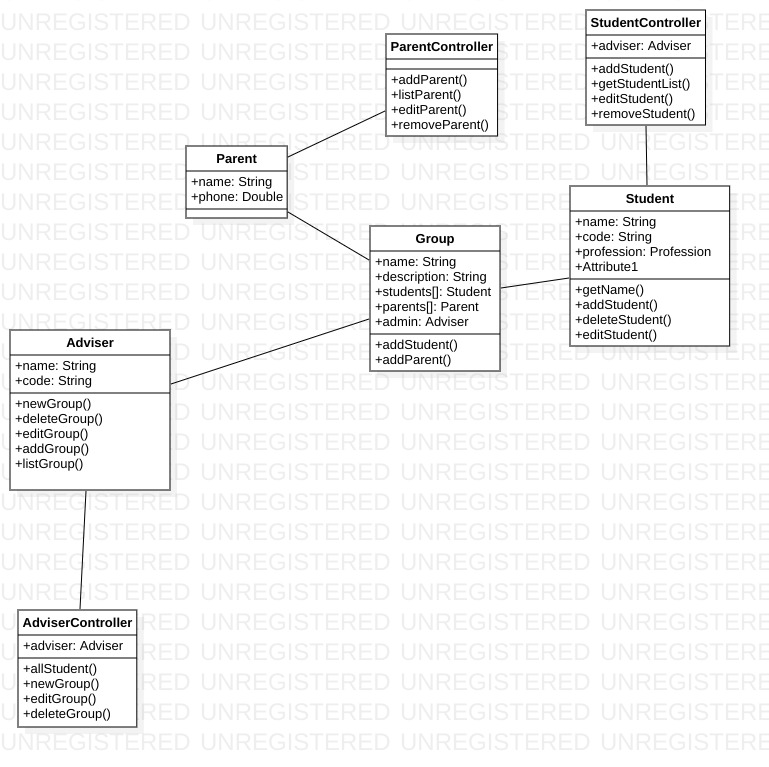 StudentController
+adviser: Adviser
+addStudent()
+getStudentList()
+editStudent()
+removeStudent()
ParentController
+addParent()
+listParent()
+editParent()
+removeParent()
Parent
+name: String
+phone: Double
Student
+name: String
+code: String
+profession: Profession
+Attribute1
+getName()
+addStudent()
+deleteStudent()
+editStudent()
Group
+name: String
+description: String
+students[]: Student
+parents[]: Parent
+admin: Adviser
+addStudent()
+addParent()
Adviser
+name: String
+code: String
+newGroup()
+deleteGroup()
+editGroup()
+addGroup()
+listGroup()
AdviserController
+adviser: Adviser
+allStudent()
+newGroup()
+editGroup()
+deleteGroup()
UNREGISTERED UNREGISTERED UNREGISTERED UNREGISTERED